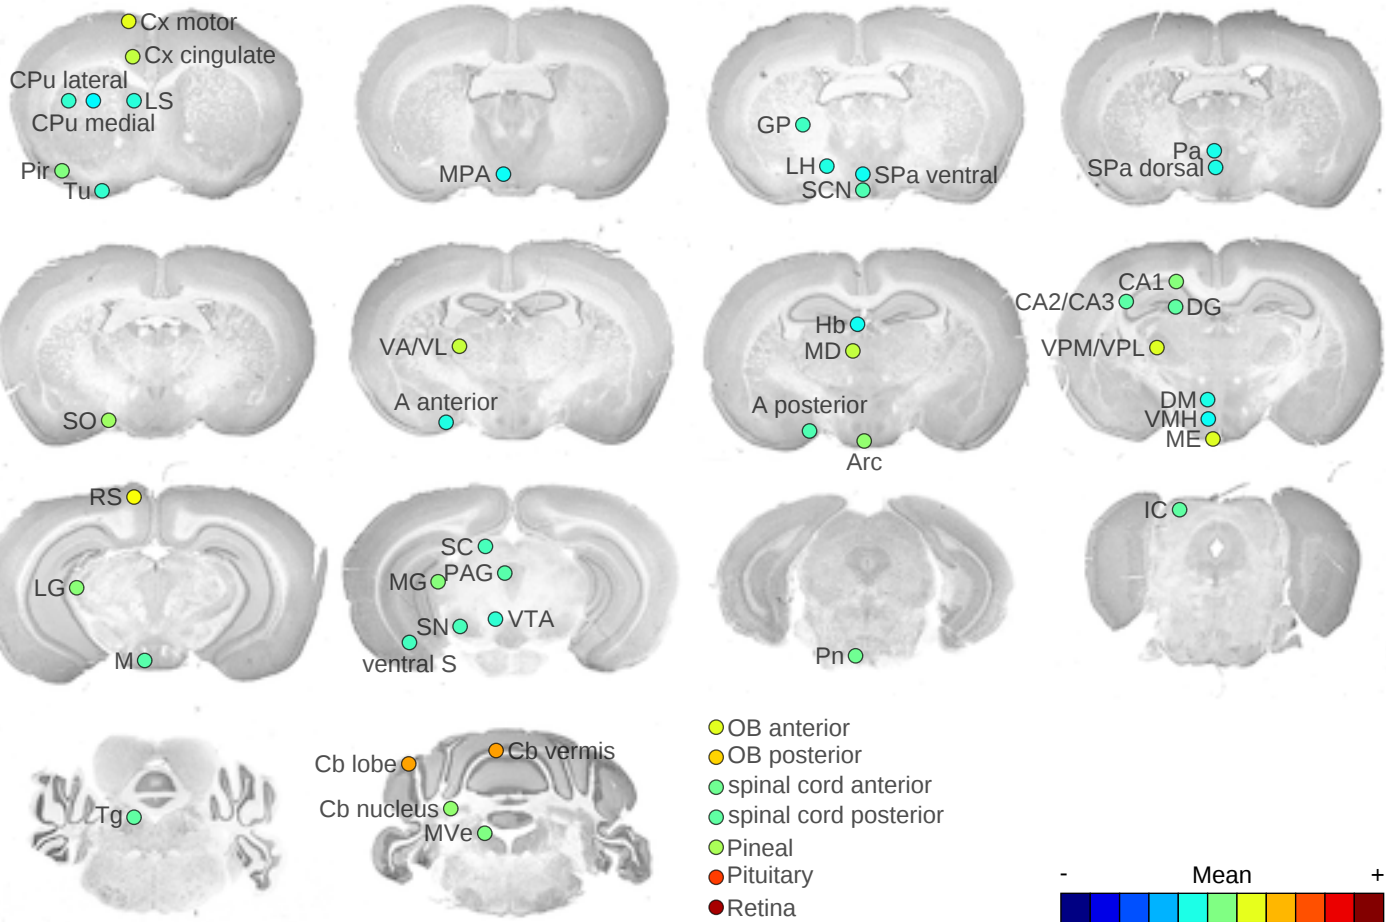 Cx motor
Cx cingulate
CPu lateral
LS
CPu medial
Pir
Tu
MPA
GP
LH
SPa ventral
SCN
Pa
SPa dorsal
SO
VA/VL
A anterior
Hb
MD
A posterior
Arc
CA1
CA2/CA3
DG
VPM/VPL
DM
VMH
ME
RS
LG
M
SC
MG
PAG
SN
VTA
ventral S
Pn
IC
Tg
Cb lobe
Cb vermis
Cb nucleus
MVe
OB anterior
OB posterior
spinal cord anterior
spinal cord posterior
Pineal
Pituitary
Retina
- Mean +